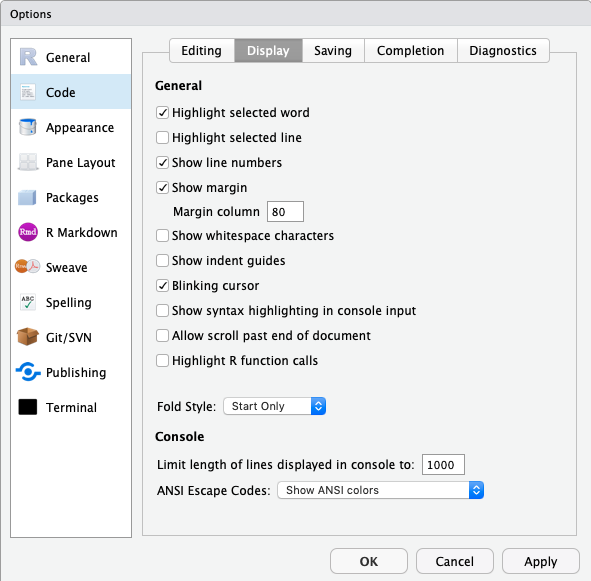 Options
General
Code
Appearance
Pane Layout
Packages
Rmd R Markdown
Rnw Sweave
ABC Spelling
Git/SVN
Publishing
Terminal
Editing Display Saving Completion Diagnostics
General
Highlight selected word
Highlight selected line
Show line numbers
Show margin
Margin column 80
Show whitespace characters
Show indent guides
Blinking cursor
Show syntax highlighting in console input
Allow scroll past end of document
Highlight R function calls
Fold Style: Start Only
Console
Limit length of lines displayed in console to: 1000
ANSI Escape Codes: Show ANSI colors
OK Cancel Apply